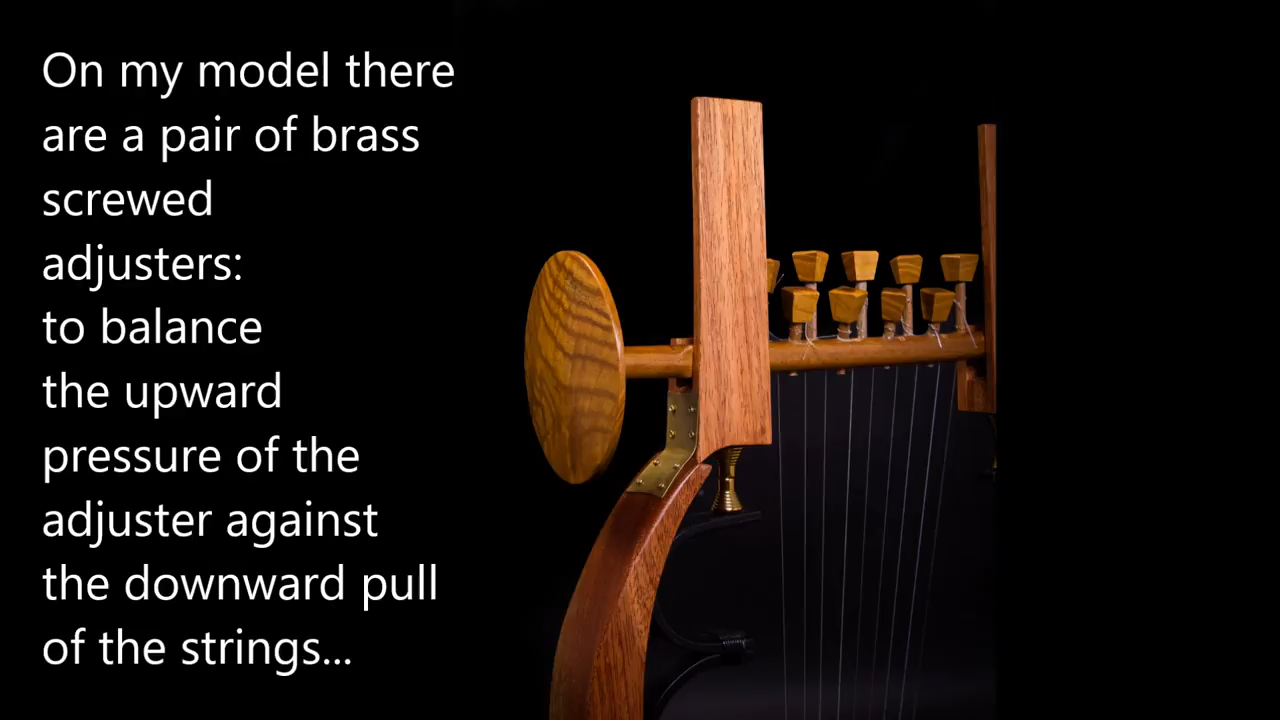 On my model there
are a pair of brass
screwed
adjusters:
to balance
the upward
pressure of the
adjuster against
the downward pull
of the strings...